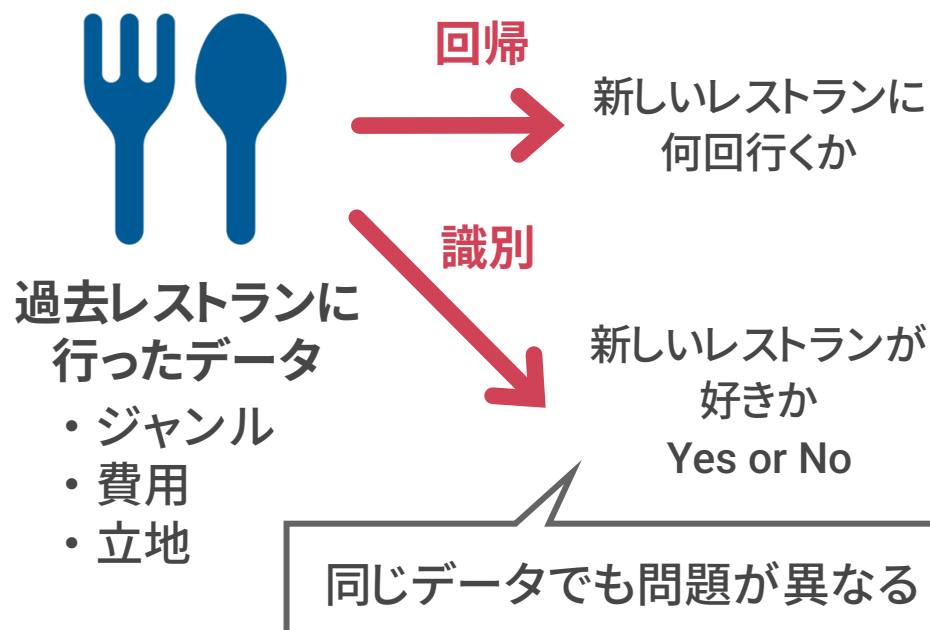 回帰
新しいレストランに
何回行くか
識別
過去レストランに
行ったデータ
・ジャンル
・費用
・立地
新しいレストランが
好きか
Yes or No
同じデータでも問題が異なる